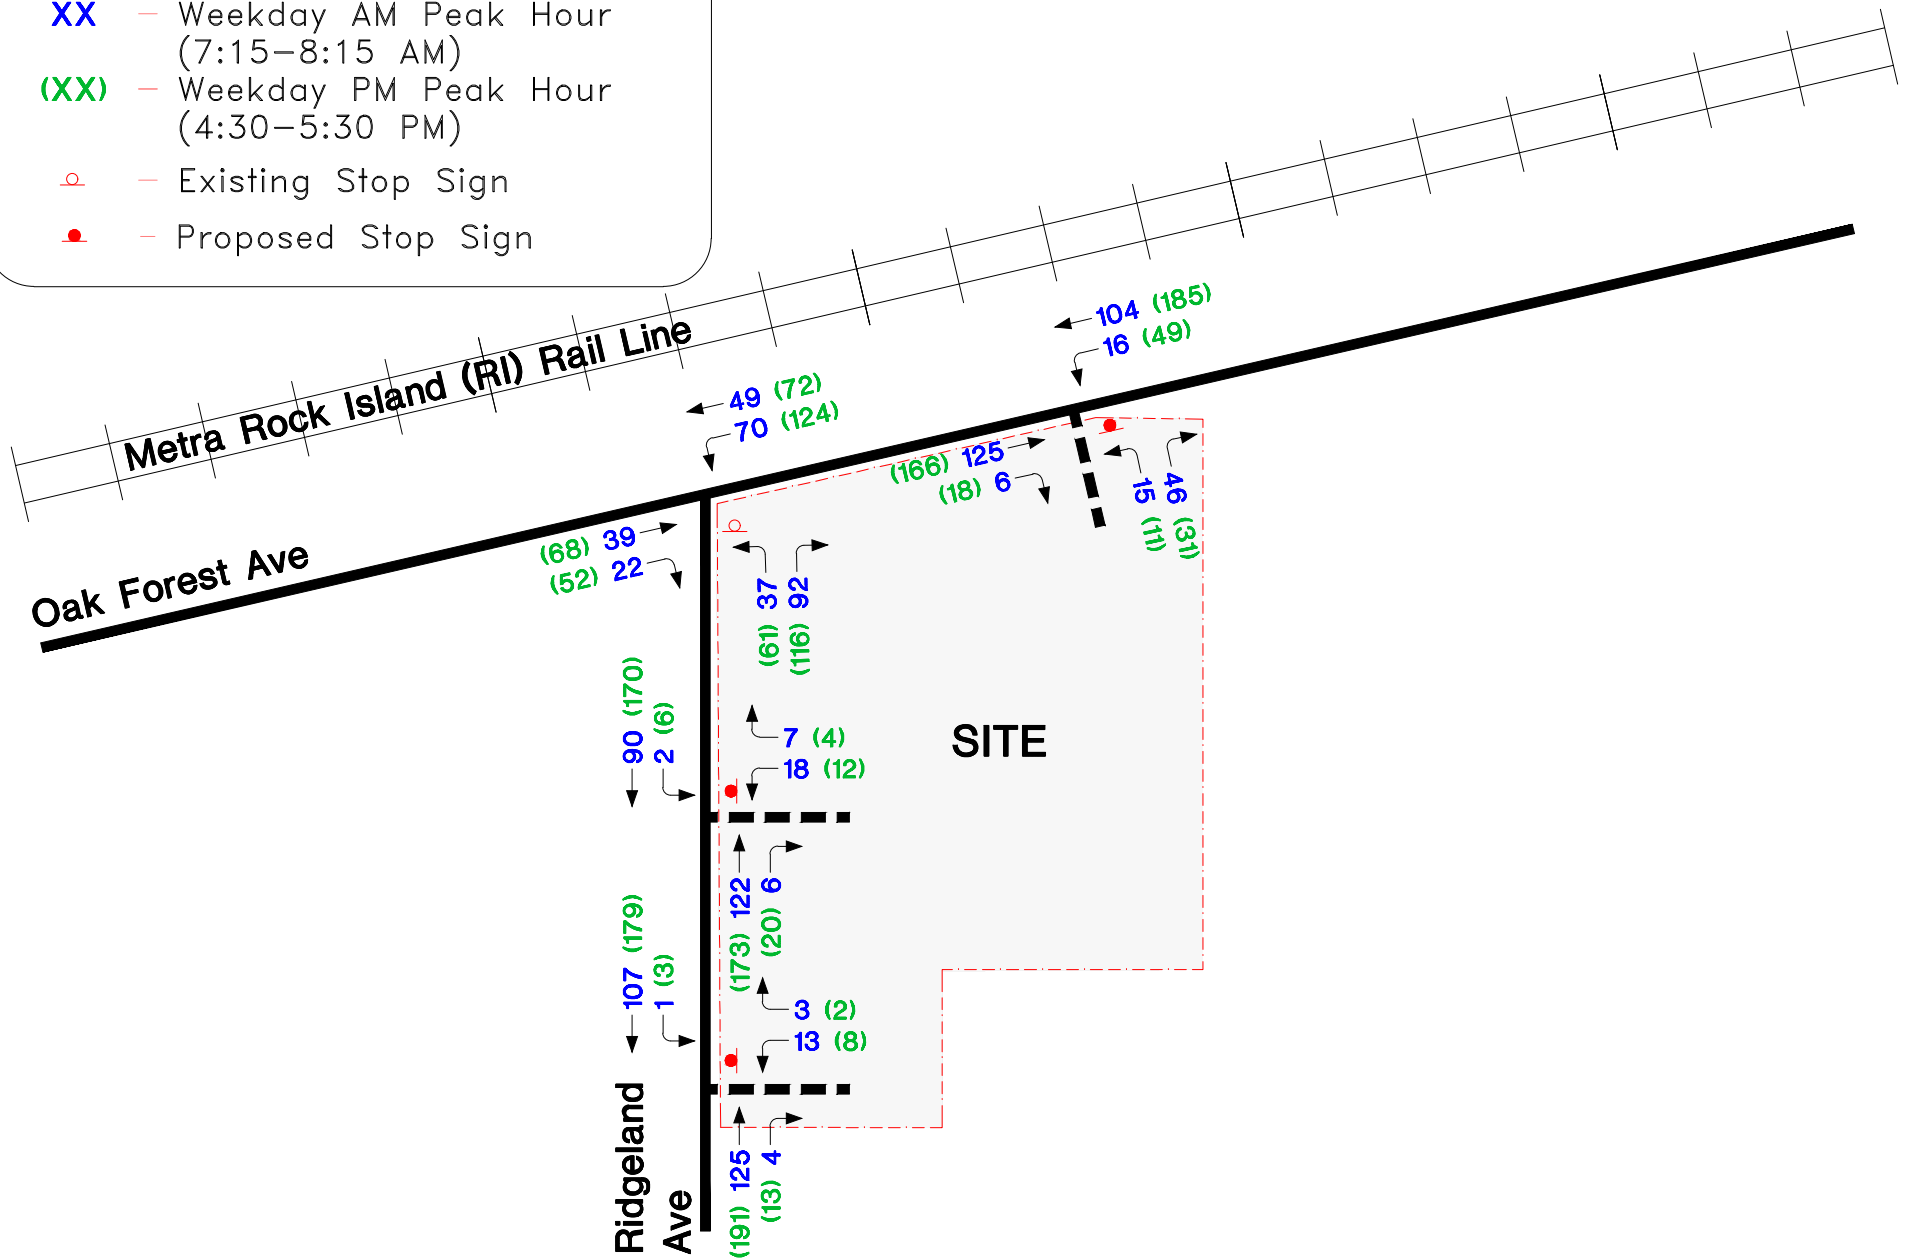 XX – Weekday AM Peak Hour
(7:15–8:15 AM)
(XX) – Weekday PM Peak Hour
(4:30–5:30 PM)
– Existing Stop Sign
– Proposed Stop Sign
Metra Rock Island (RI) Rail Line
Oak Forest Ave
104 (185)
16 (49)
49 (72)
70 (124)
(166) 125
(18) 6
15 (11)
46 (31)
(68) 39
(52) 22
(61) 37
(116) 92
90 (170)
2 (6)
7 (4)
18 (12)
SITE
(173) 122
(20) 6
107 (179)
1 (3)
3 (2)
13 (8)
(191) 125
(13) 4
Ridgeland
Ave